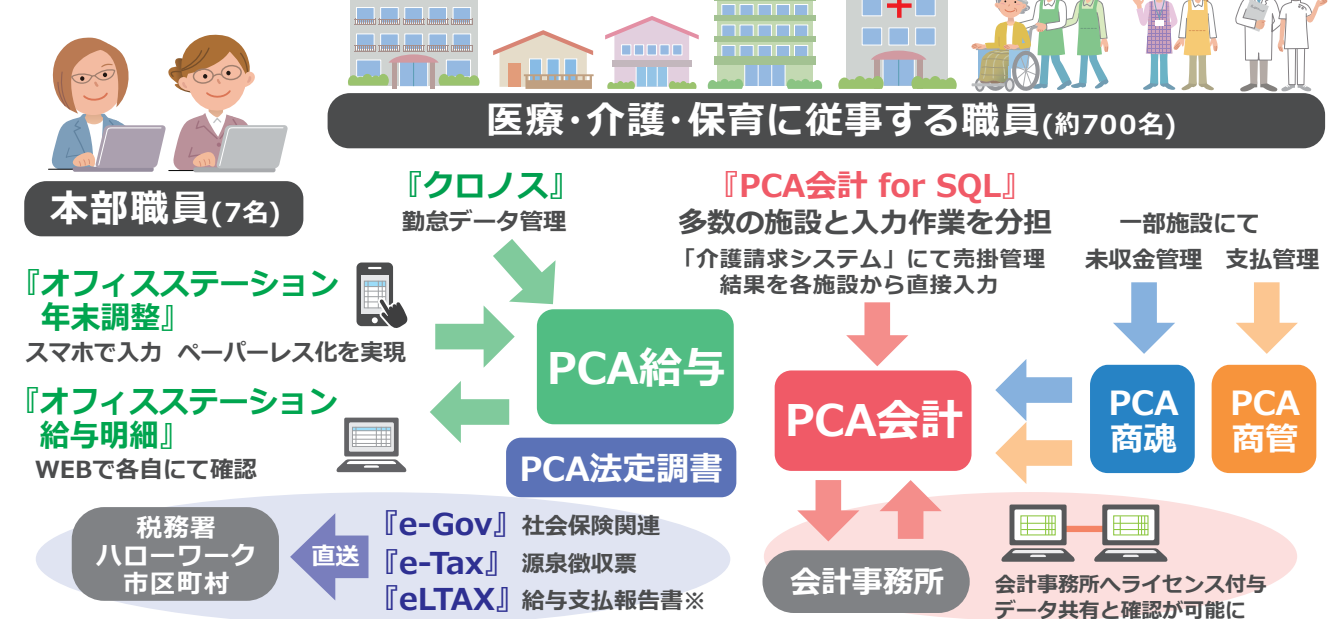 医療・介護・保育に従事する職員(約700名)
本部職員(7名)
『クロノス』
勤怠データ管理
『PCA会計 for SQL』
多数の施設と入力作業を分担
「介護請求システム」にて売掛管理
結果を各施設から直接入力
一部施設にて
未収金管理 支払管理
『オフィスステーション
年末調整』
スマホで入力 ペーパーレス化を実現
『オフィスステーション
給与明細』
WEBで各自にて確認
PCA給与
PCA法定調書
PCA会計
PCA
商魂
PCA
商管
税務署
ハローワーク
市区町村
直送
『e-Gov』 社会保険関連
『e-Tax』 源泉徴収票
『eLTAX』 給与支払報告書※
会計事務所
会計事務所へライセンス付与
データ共有と確認が可能に